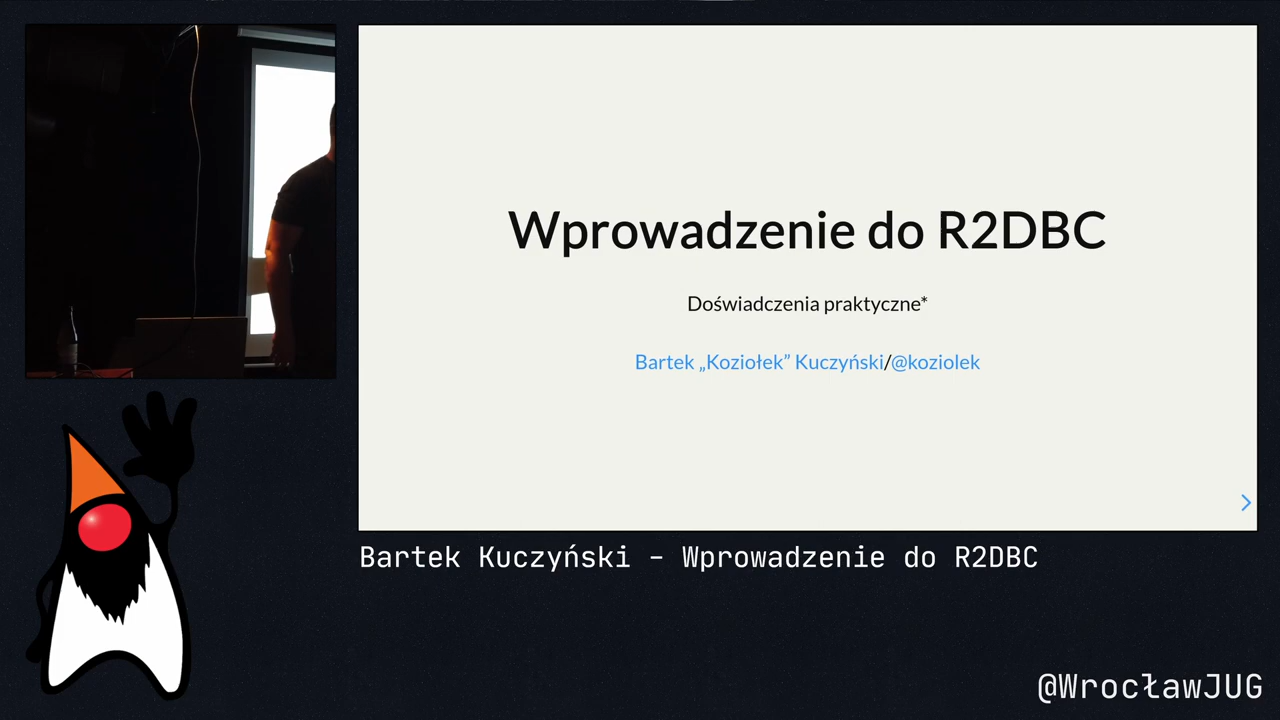 Wprowadzenie do R2DBC
Doświadczenia praktyczne*
Bartek „Koziołek” Kuczyński/@koziolek
Bartek Kuczyński – Wprowadzenie do R2DBC
@WrocławJUG